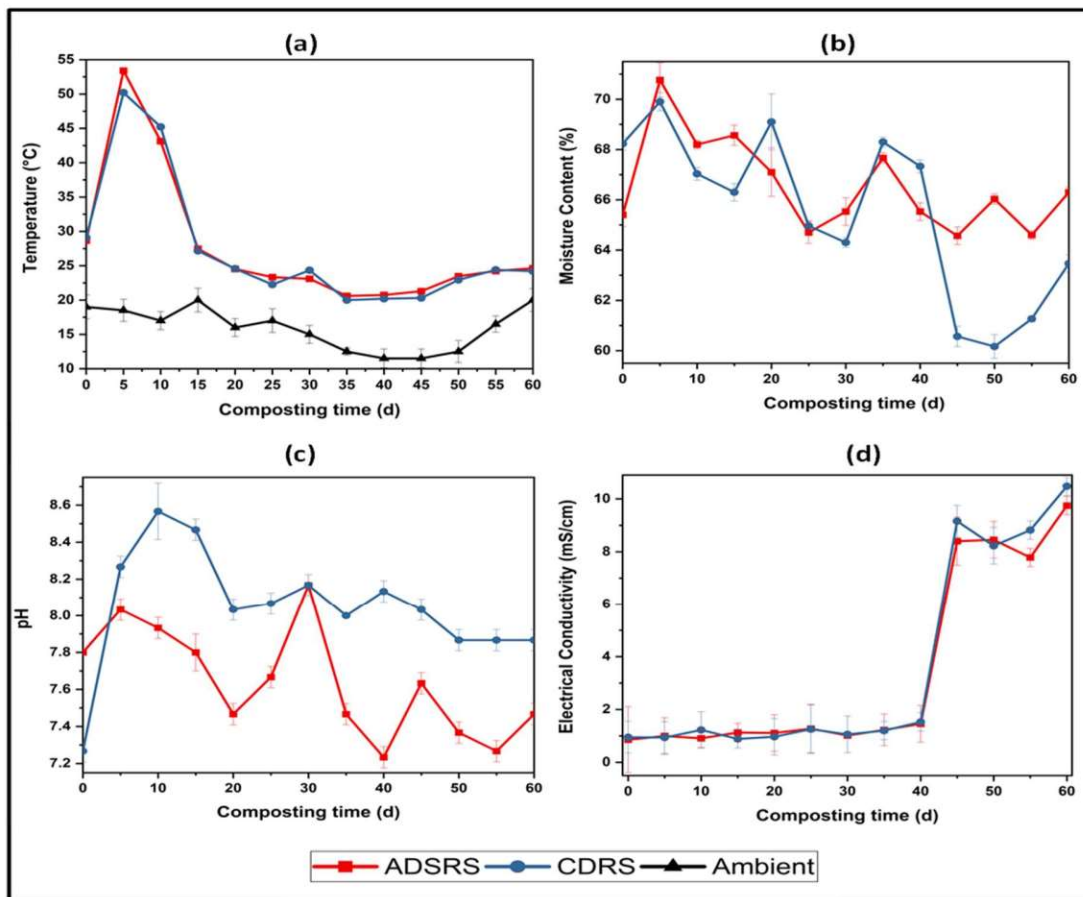 (a)
Temperature (°C)
55
50
45
40
35
30
25
20
15
10
0 5 10 15 20 25 30 35 40 45 50 55 60
Composting time (d)
(b)
Moisture Content (%)
70
68
66
64
62
60
0 10 20 30 40 50 60
Composting time (d)
(c)
pH
8.6
8.4
8.2
8.0
7.8
7.6
7.4
7.2
0 10 20 30 40 50 60
Composting time (d)
(d)
Electrical Conductivity (mS/cm)
10
8
6
4
2
0
0 10 20 30 40 50 60
Composting time (d)
ADSRS CDRS Ambient